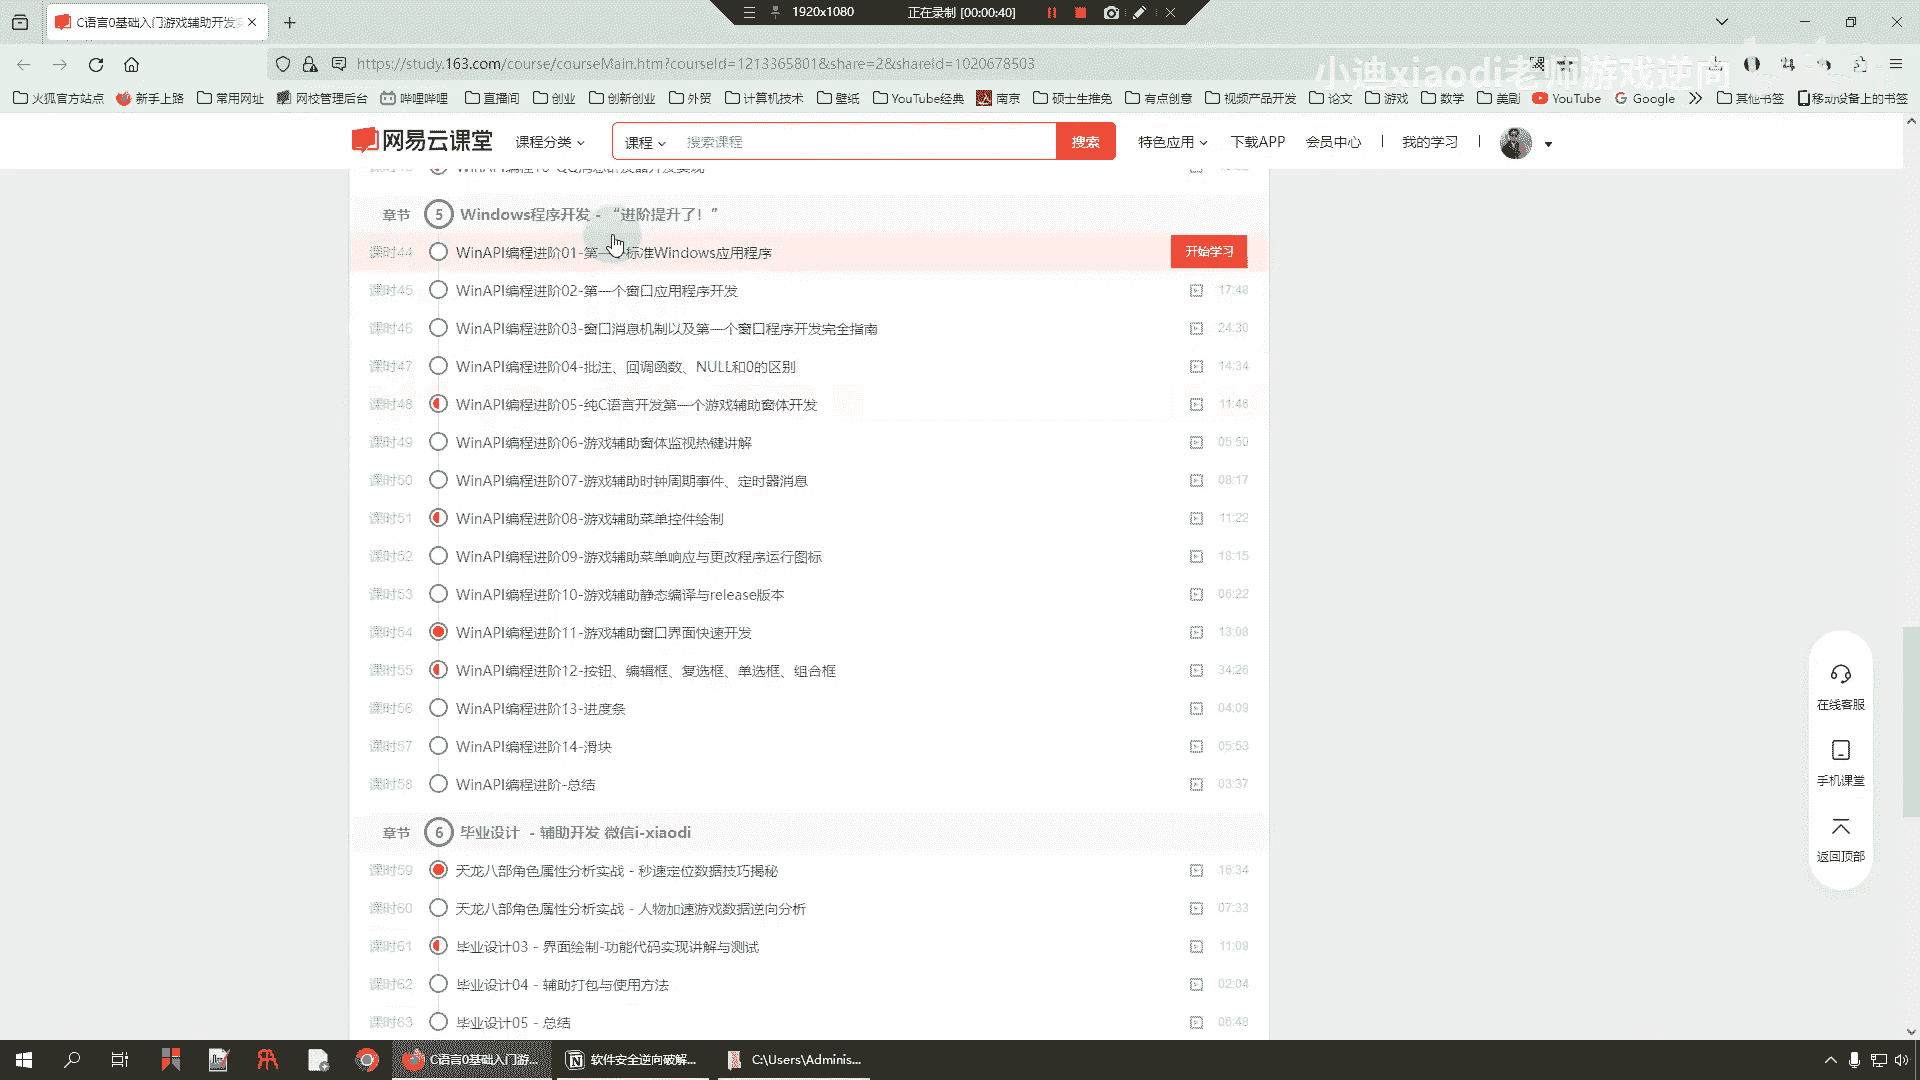 1920x1080 正在录制 [00:00:40]
C语言0基础入门游戏辅助开发
https://study.163.com/course/courseMain.htm?courseId=1213365801&share=2&shareId=1020678503
小迪xiaodi老师游戏逆向
火狐官方站点 新手上路 常用网址 网校管理后台 哔哩哔哩 直播间 创业 创新创业 外贸 计算机技术 壁纸 YouTube经典 南京 硕士生推免 有点创意 视频产品开发 论文 游戏 数学 美剧 YouTube Google 其他书签 移动设备上的书签
网易云课堂 课程分类 课程 搜索课程 搜索 特色应用 下载APP 会员中心 | 我的学习 |
章节 5 Windows程序开发 - “进阶提升了！”
课时44 WinAPI编程进阶01-第一个标准Windows应用程序 开始学习
课时45 WinAPI编程进阶02-第一个窗口应用程序开发 17:48
课时46 WinAPI编程进阶03-窗口消息机制以及第一个窗口程序开发完全指南 24:30
课时47 WinAPI编程进阶04-批注、回调函数、NULL和0的区别 14:34
课时48 WinAPI编程进阶05-纯C语言开发第一个游戏辅助窗体开发 11:46
课时49 WinAPI编程进阶06-游戏辅助窗体监视热键讲解 05:50
课时50 WinAPI编程进阶07-游戏辅助时钟周期事件、定时器消息 08:17
课时51 WinAPI编程进阶08-游戏辅助菜单控件绘制 11:22
课时52 WinAPI编程进阶09-游戏辅助菜单响应与更改程序运行图标 18:15
课时53 WinAPI编程进阶10-游戏辅助静态编译与release版本 06:22
课时54 WinAPI编程进阶11-游戏辅助窗口界面快速开发 13:08
课时55 WinAPI编程进阶12-按钮、编辑框、复选框、单选框、组合框 34:26
课时56 WinAPI编程进阶13-进度条 04:09
课时57 WinAPI编程进阶14-滑块 05:53
课时58 WinAPI编程进阶-总结 03:37
章节 6 毕业设计 - 辅助开发 微信i-xiaodi
课时59 天龙八部角色属性分析实战 - 秒速定位数据技巧揭秘 16:34
课时60 天龙八部角色属性分析实战 - 人物加速游戏数据逆向分析 07:33
课时61 毕业设计03 - 界面绘制-功能代码实现讲解与测试 11:09
课时62 毕业设计04 - 辅助打包与使用方法 02:04
课时63 毕业设计05 - 总结 06:48
在线客服
手机课堂
返回顶部
C语言0基础入门游... 软件安全逆向破解... C:\Users\Adminis...